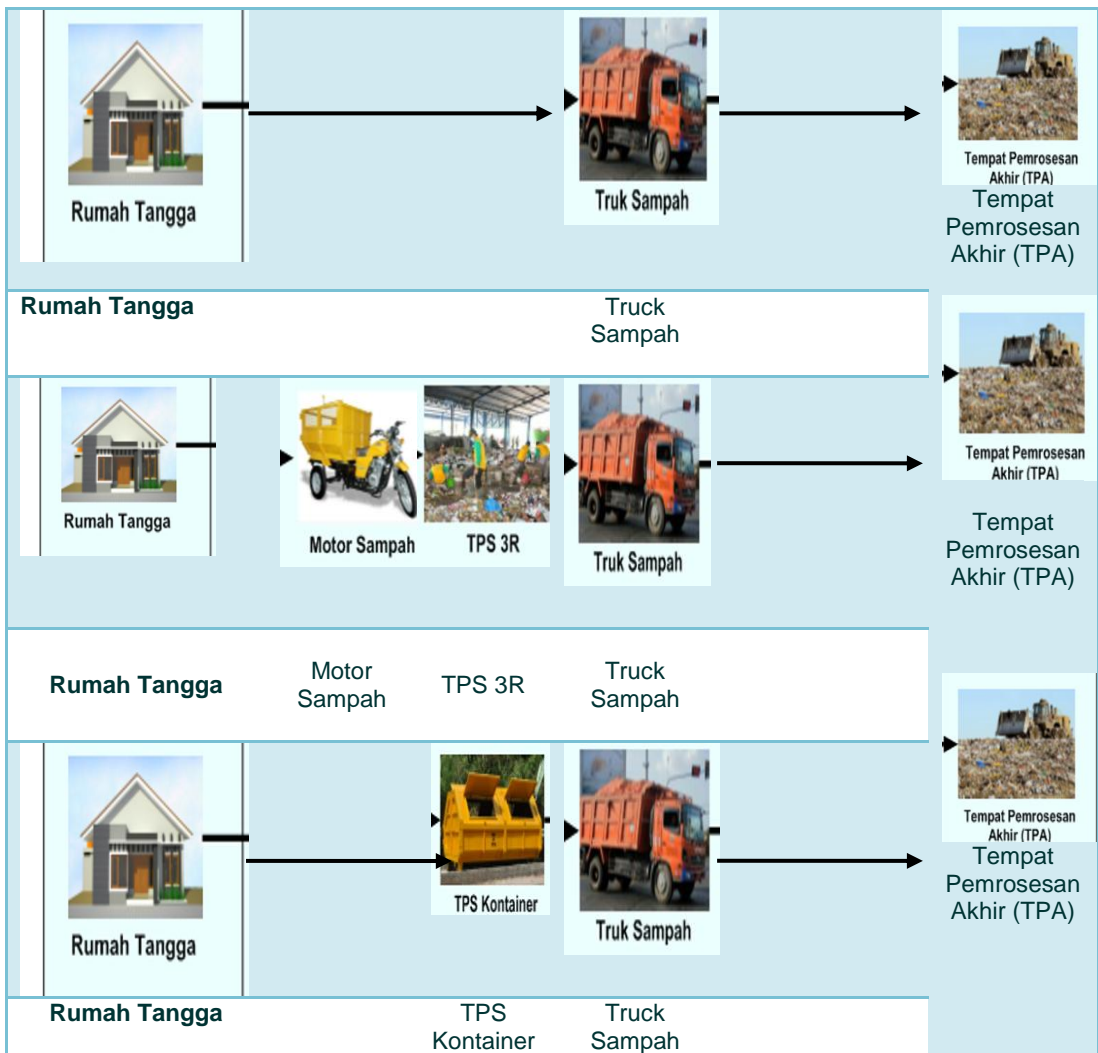 Rumah Tangga
Truk Sampah
Tempat Pemrosesan
Akhir (TPA)
Tempat
Pemrosesan
Akhir (TPA)
Rumah Tangga
Truck
Sampah
Rumah Tangga
Motor Sampah
TPS 3R
Truk Sampah
Tempat Pemrosesan
Akhir (TPA)
Tempat
Pemrosesan
Akhir (TPA)
Rumah Tangga
Motor
Sampah
TPS 3R
Truck
Sampah
Rumah Tangga
TPS Kontainer
Truk Sampah
Tempat Pemrosesan
Akhir (TPA)
Tempat
Pemrosesan
Akhir (TPA)
Rumah Tangga
TPS
Kontainer
Truck
Sampah